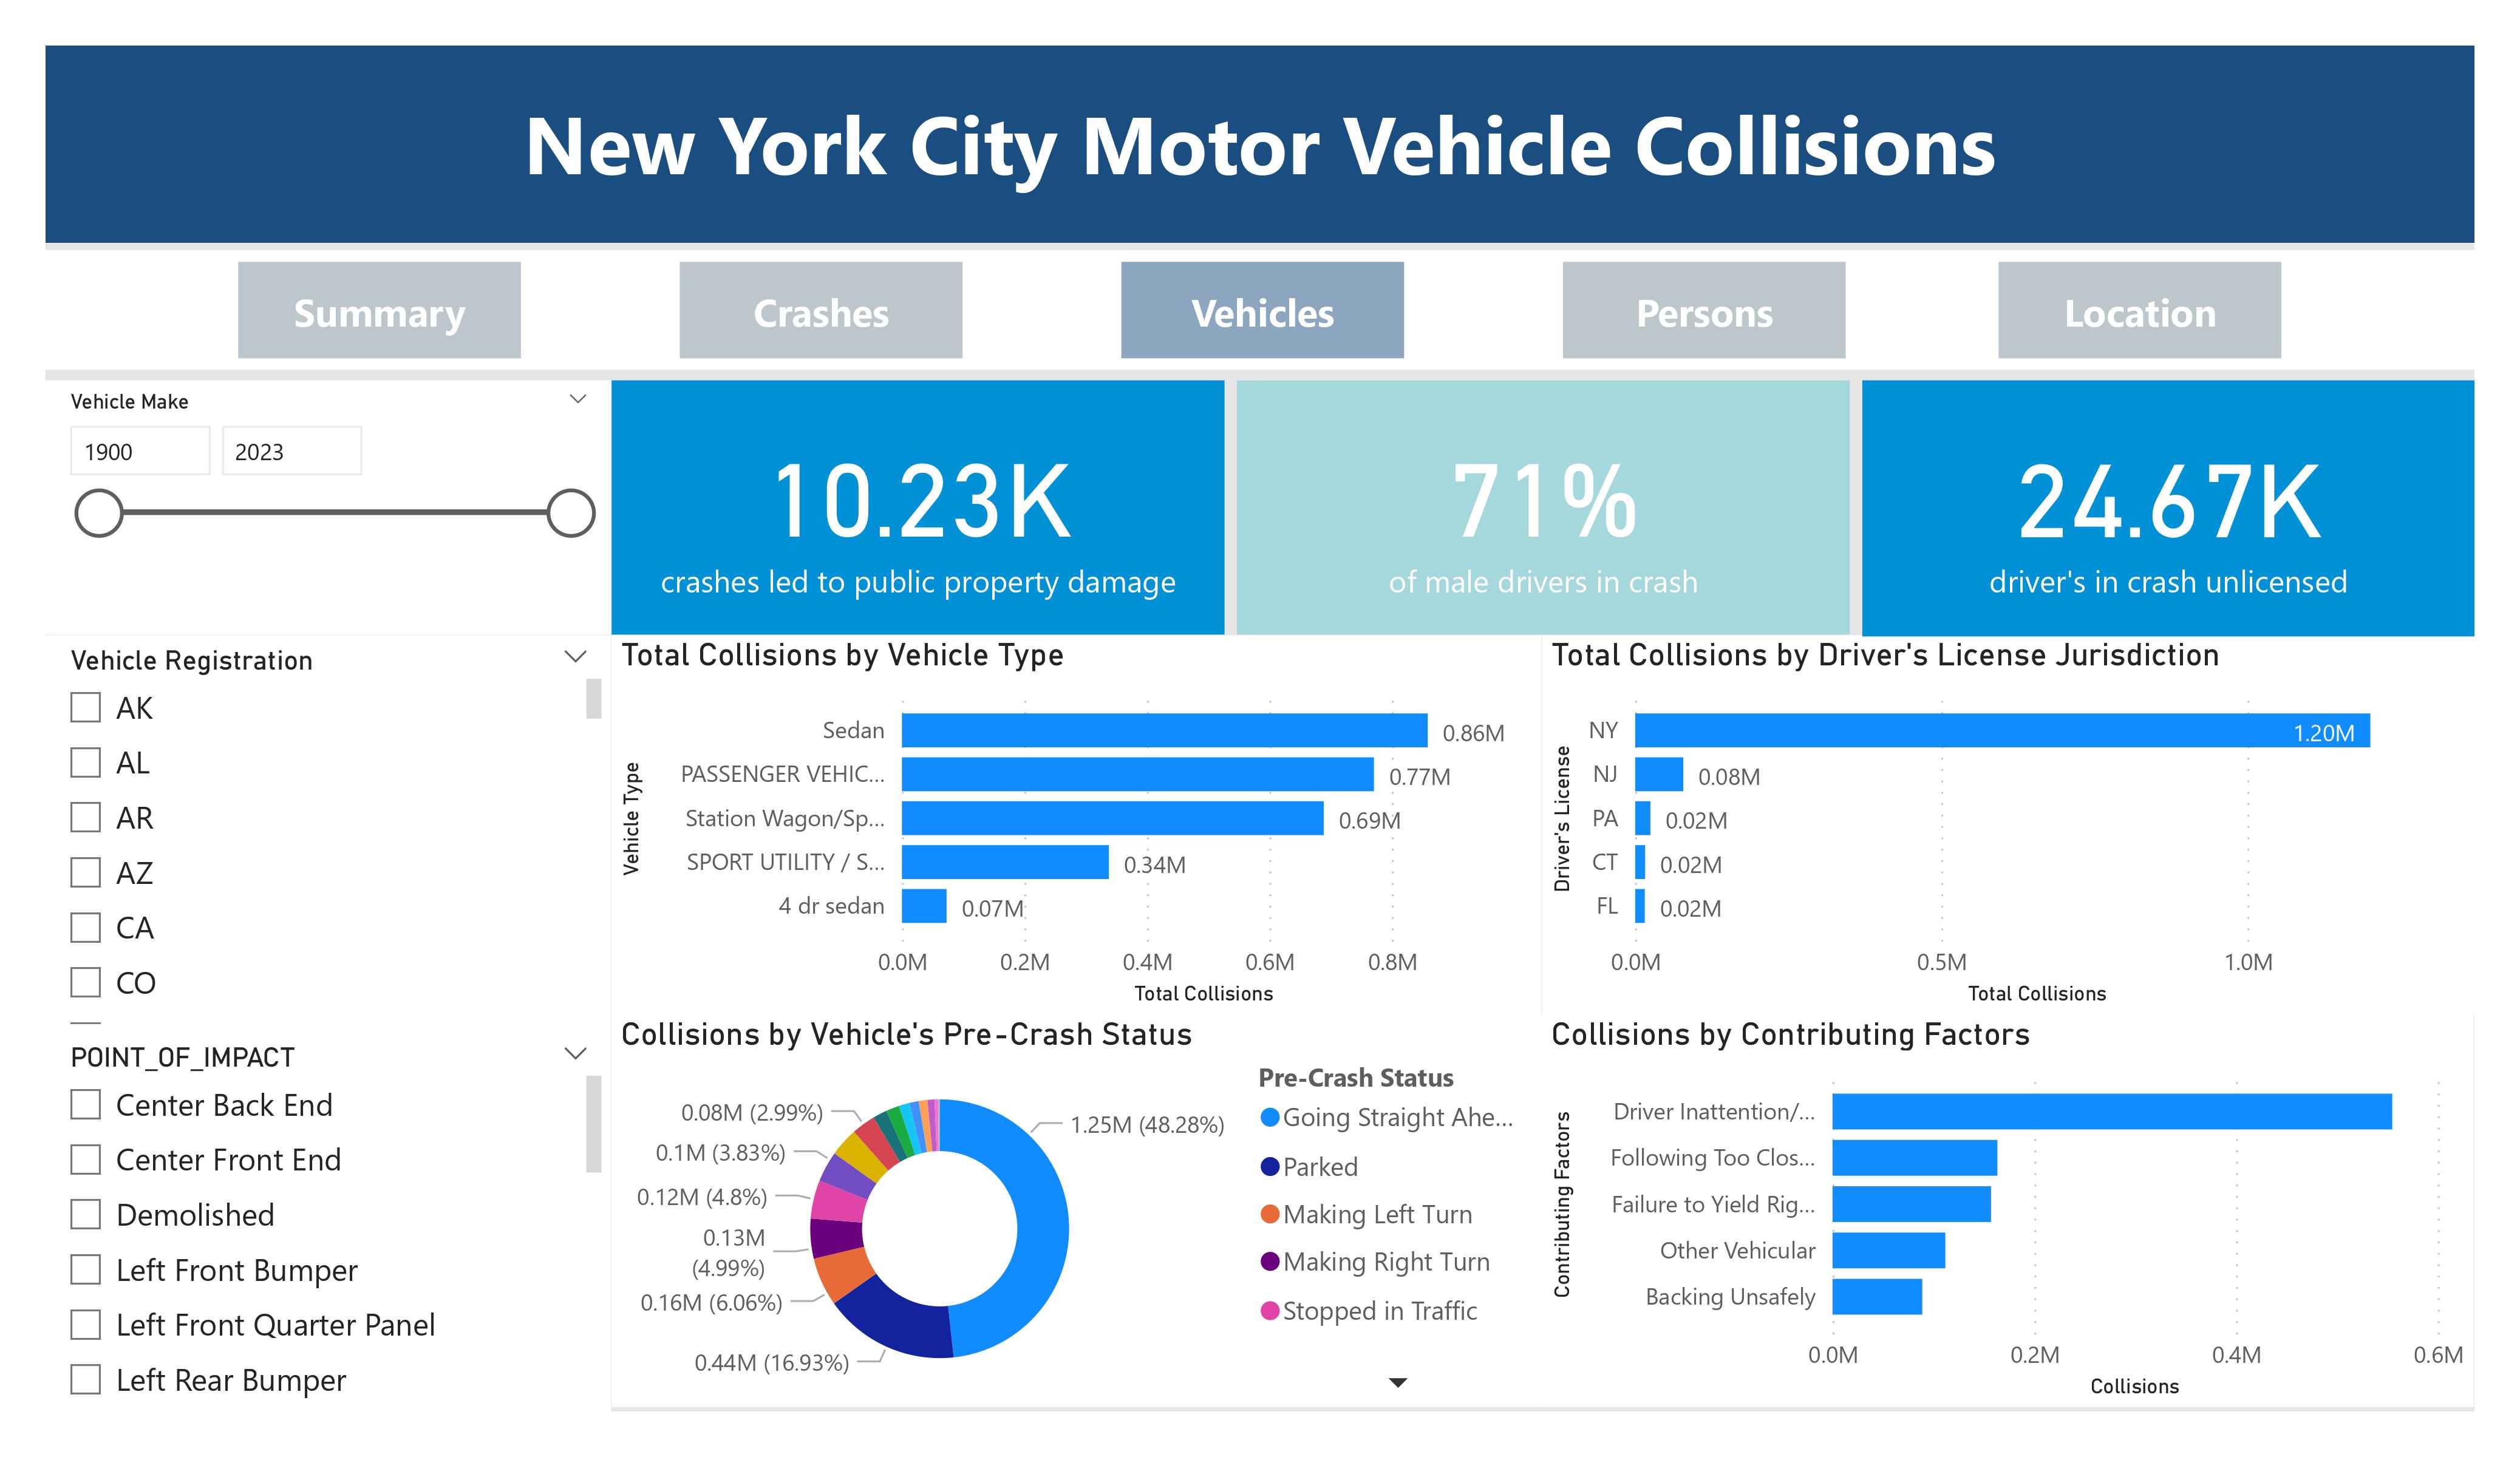 New York City Motor Vehicle Collisions
Summary
Crashes
Vehicles
Persons
Location
Vehicle Make
1900
2023
10.23K
crashes led to public property damage
71%
of male drivers in crash
24.67K
driver's in crash unlicensed
Vehicle Registration
AK
AL
AR
AZ
CA
CO
POINT_OF_IMPACT
Center Back End
Center Front End
Demolished
Left Front Bumper
Left Front Quarter Panel
Left Rear Bumper
Total Collisions by Vehicle Type
Vehicle Type
Sedan
0.86M
PASSENGER VEHIC...
0.77M
Station Wagon/Sp...
0.69M
SPORT UTILITY / S...
0.34M
4 dr sedan
0.07M
0.0M
0.2M
0.4M
0.6M
0.8M
Total Collisions
Total Collisions by Driver's License Jurisdiction
Driver's License
NY
1.20M
NJ
0.08M
PA
0.02M
CT
0.02M
FL
0.02M
0.0M
0.5M
1.0M
Total Collisions
Collisions by Vehicle's Pre-Crash Status
0.08M (2.99%)
0.1M (3.83%)
0.12M (4.8%)
0.13M
(4.99%)
0.16M (6.06%)
0.44M (16.93%)
1.25M (48.28%)
Pre-Crash Status
Going Straight Ahe...
Parked
Making Left Turn
Making Right Turn
Stopped in Traffic
Collisions by Contributing Factors
Contributing Factors
Driver Inattention/...
Following Too Clos...
Failure to Yield Rig...
Other Vehicular
Backing Unsafely
0.0M
0.2M
0.4M
0.6M
Collisions